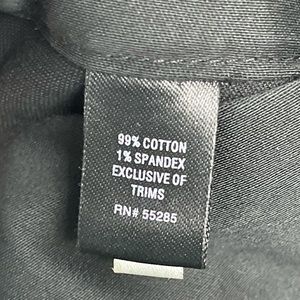 99% COTTON
1% SPANDEX
EXCLUSIVE OF
TRIMS
RN# 55285